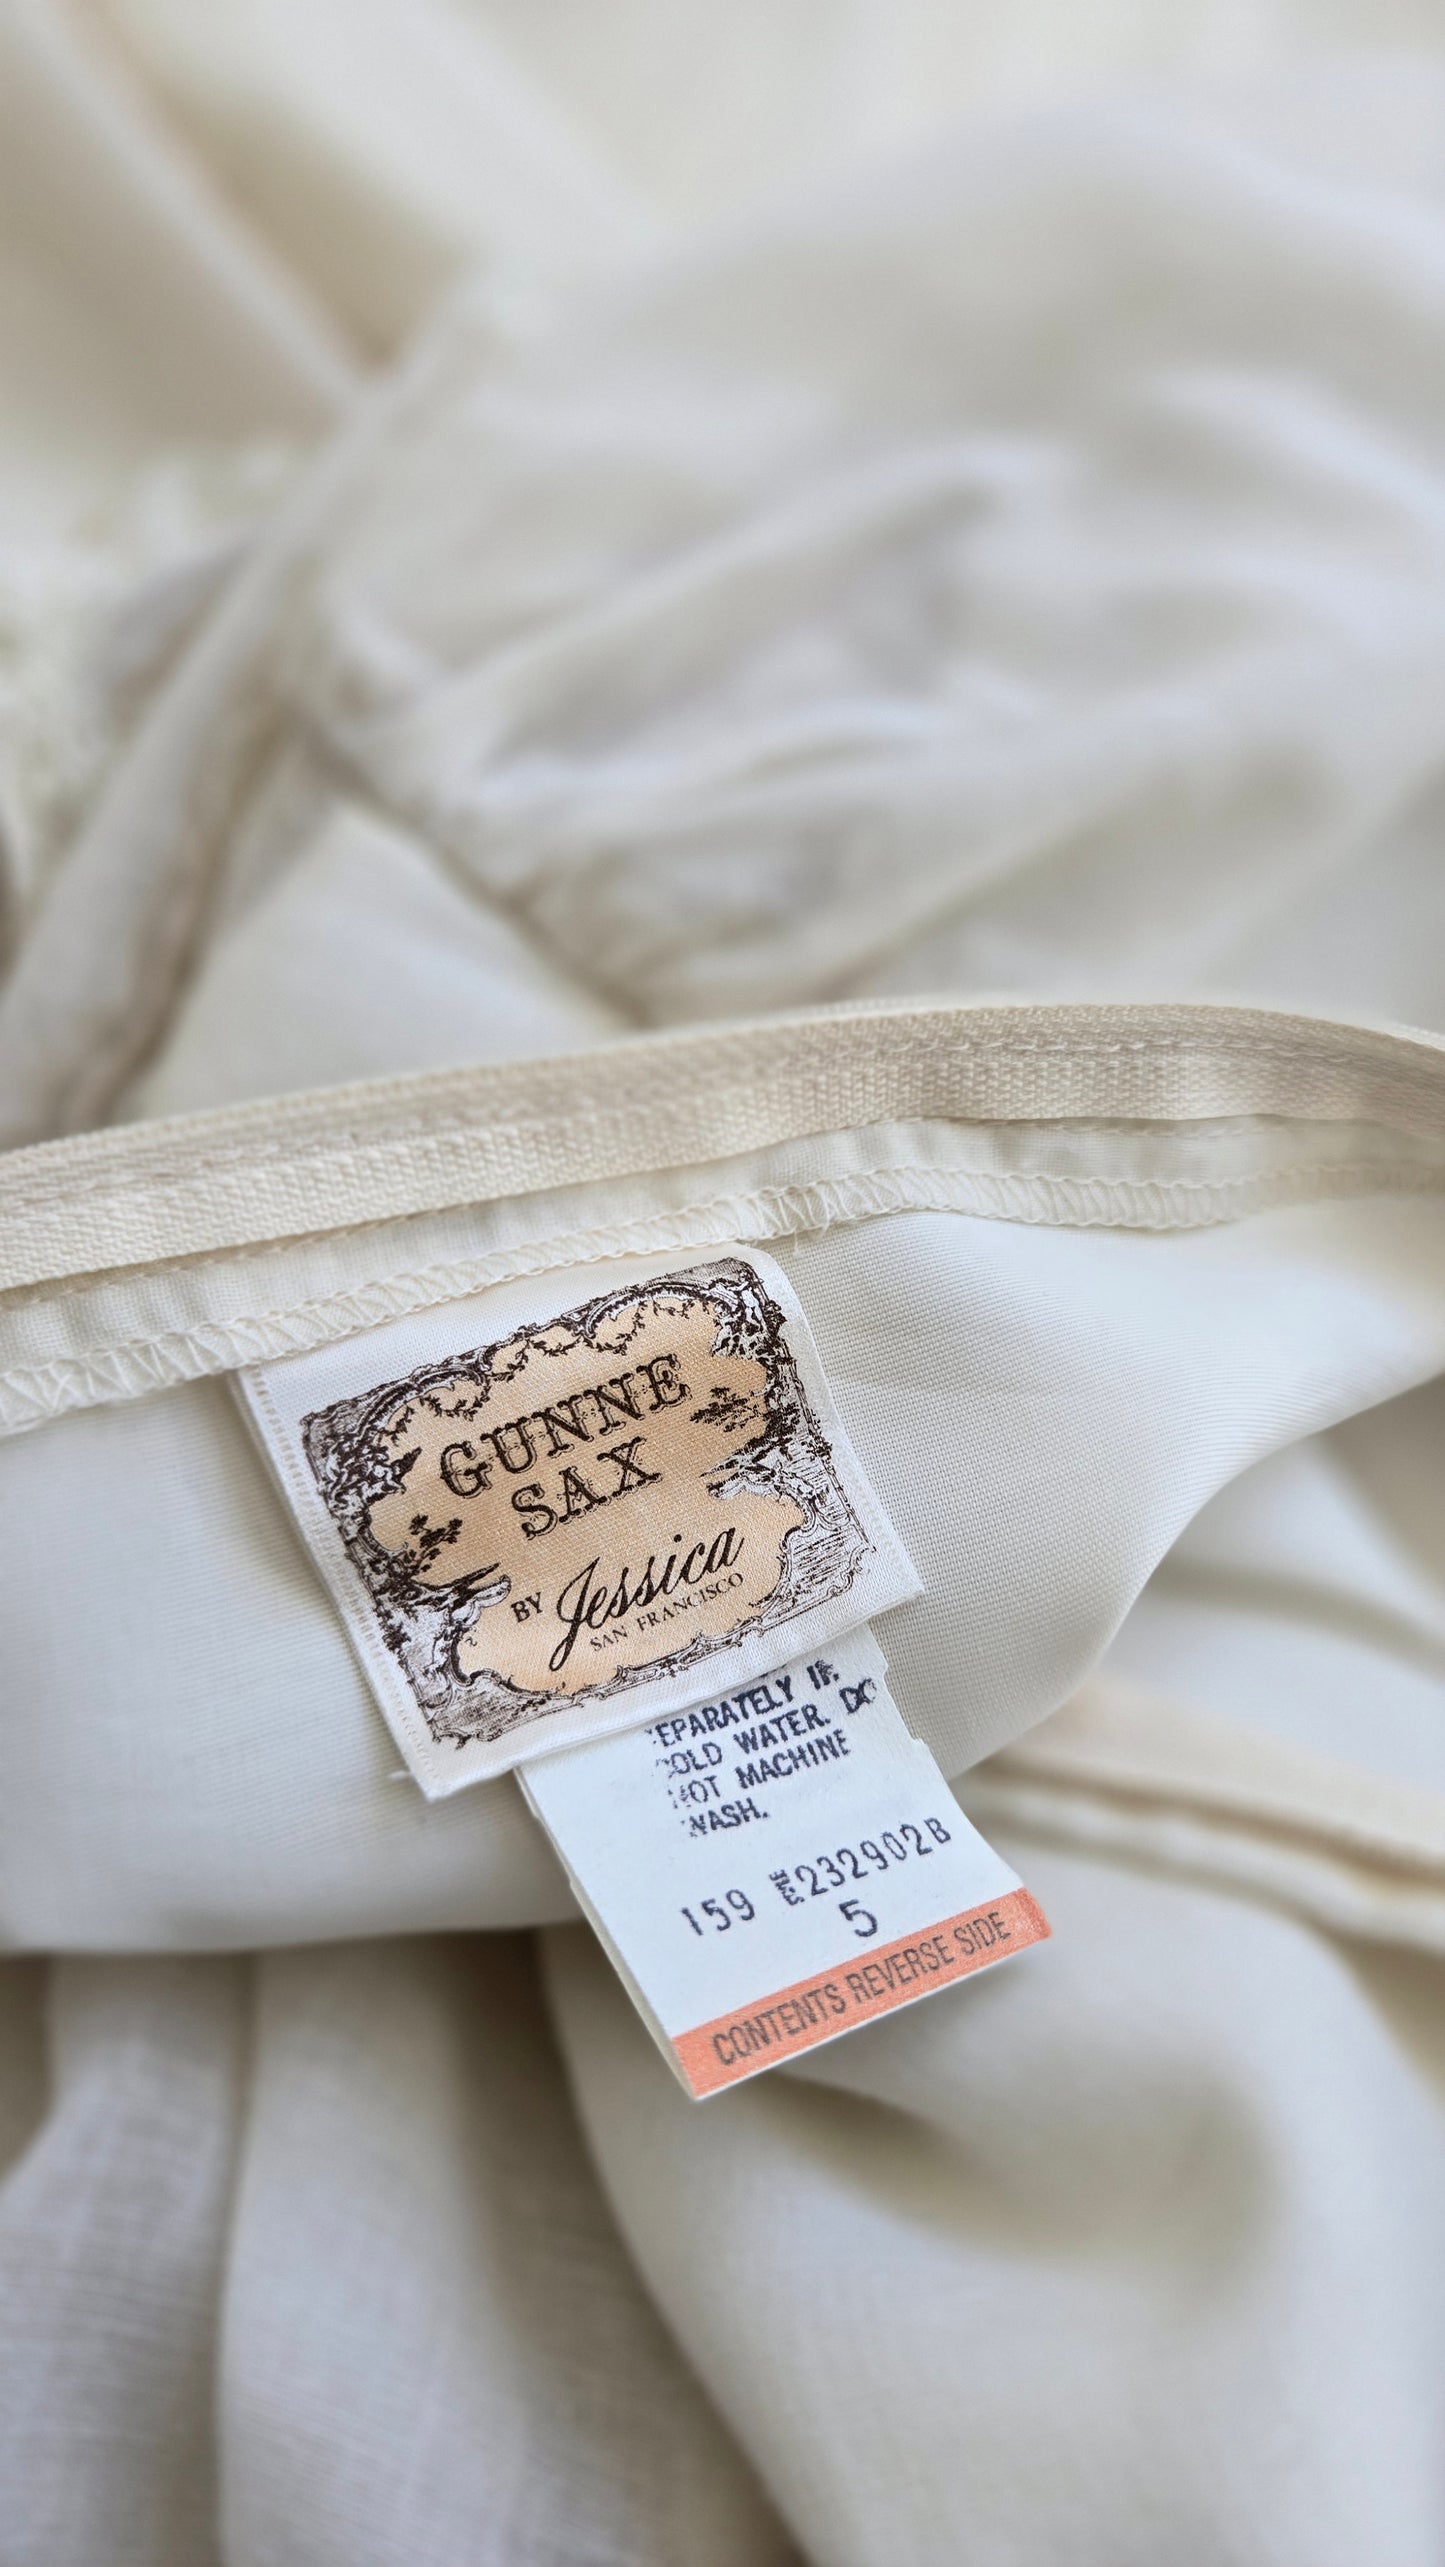 GUNNE
SAX
BY Jessica
SAN FRANCISCO
EPARATELY IN
COLD WATER. DO
NOT MACHINE
WASH.
159 232902B
5
CONTENTS REVERSE SIDE